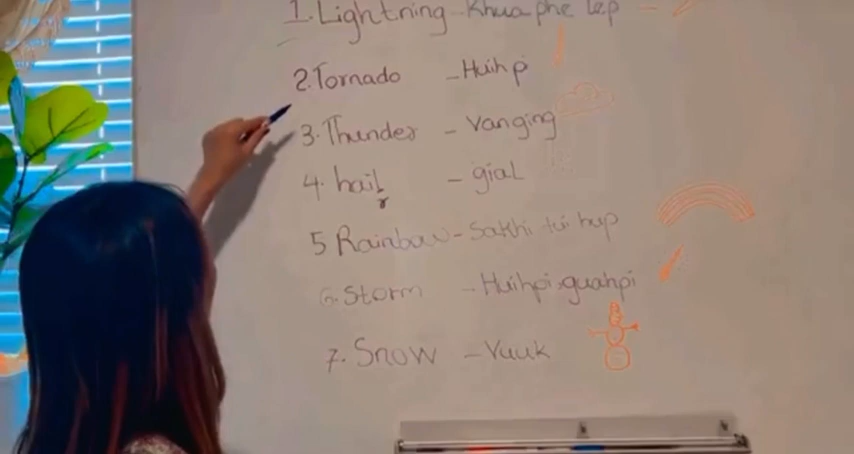 1. Lightning - Khua phe lep
2. Tornado - Huihpi
3. Thunder - Vanging
4. hail - gial
5 Rainbow - Sakhi tui hup
6. Storm - Huihpi guahpi
7. Snow - Vuuk